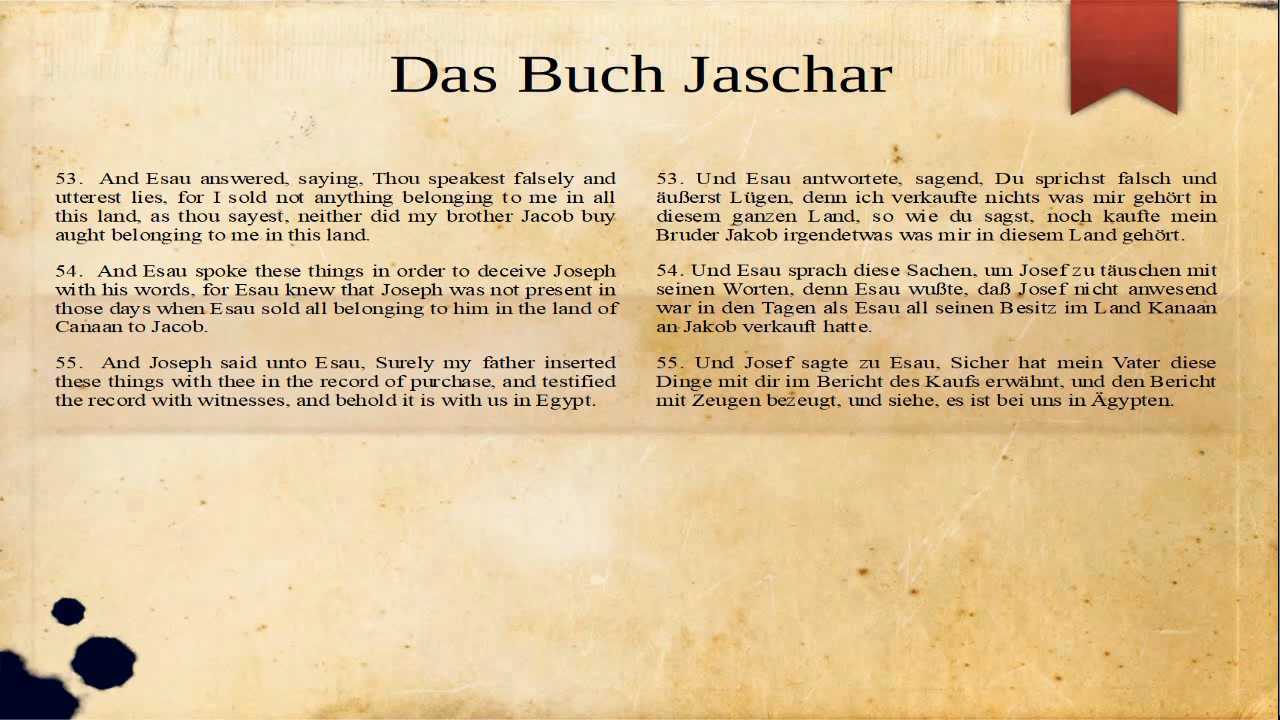 Das Buch Jaschar
53. And Esau answered, saying, Thou speakest falsely and
utterest lies, for I sold not anything belonging to me in all
this land, as thou sayest, neither did my brother Jacob buy
aught belonging to me in this land.
54. And Esau spoke these things in order to deceive Joseph
with his words, for Esau knew that Joseph was not present in
those days when Esau sold all belonging to him in the land of
Canaan to Jacob.
55. And Joseph said unto Esau, Surely my father inserted
these things with thee in the record of purchase, and testified
the record with witnesses, and behold it is with us in Egypt.
53. Und Esau antwortete, sagend, Du sprichst falsch und
äußerst Lügen, denn ich verkaufte nichts was mir gehört in
diesem ganzen Land, so wie du sagst, noch kaufte mein
Bruder Jakob irgendetwas was mir in diesem Land gehört.
54. Und Esau sprach diese Sachen, um Josef zu täuschen mit
seinen Worten, denn Esau wußte, daß Josef nicht anwesend
war in den Tagen als Esau all seinen Besitz im Land Kanaan
an Jakob verkauft hatte.
55. Und Josef sagte zu Esau, Sicher hat mein Vater diese
Dinge mit dir im Bericht des Kaufs erwähnt, und den Bericht
mit Zeugen bezeugt, und siehe, es ist bei uns in Ägypten.